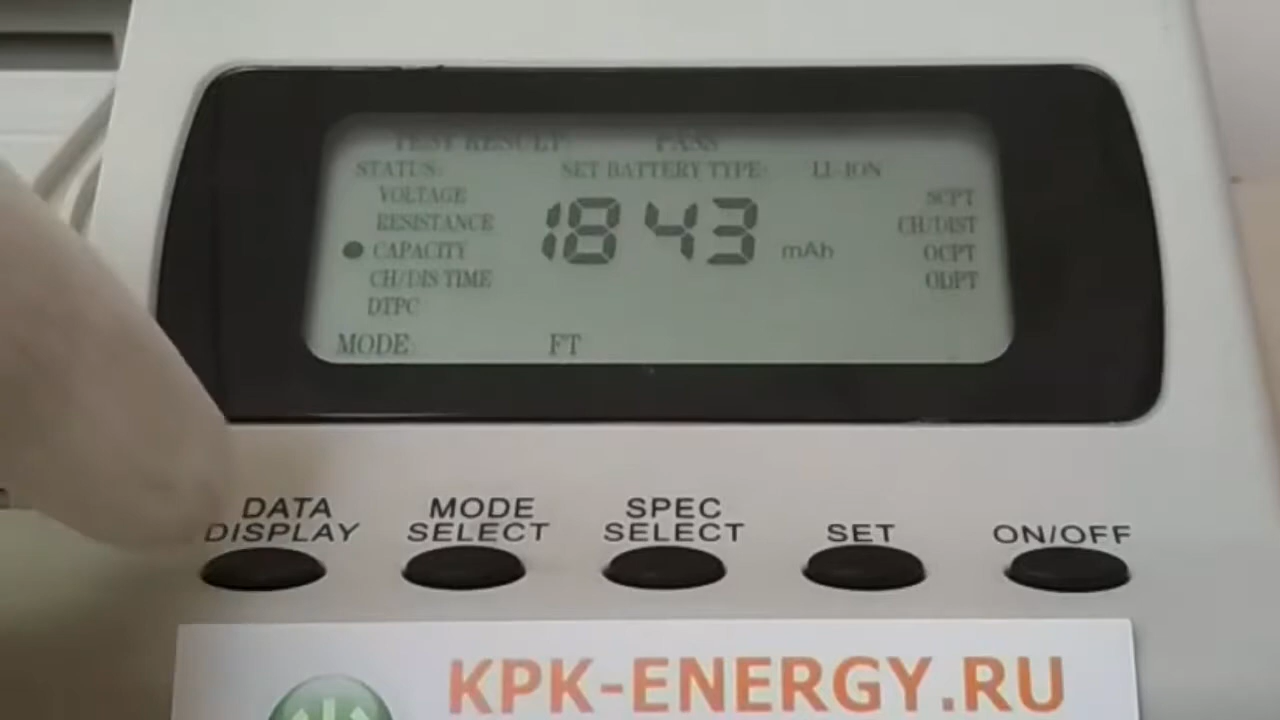 TEST RESULT: PASS
STATUS: SET BATTERY TYPE: LI-ION
VOLTAGE SCPT
RESISTANCE CH/DIST
CAPACITY 1843 mAh OCPT
CH/DIS TIME ODPT
DTPC
MODE: FT
DATA DISPLAY
MODE SELECT
SPEC SELECT
SET
ON/OFF
KPK-ENERGY.RU